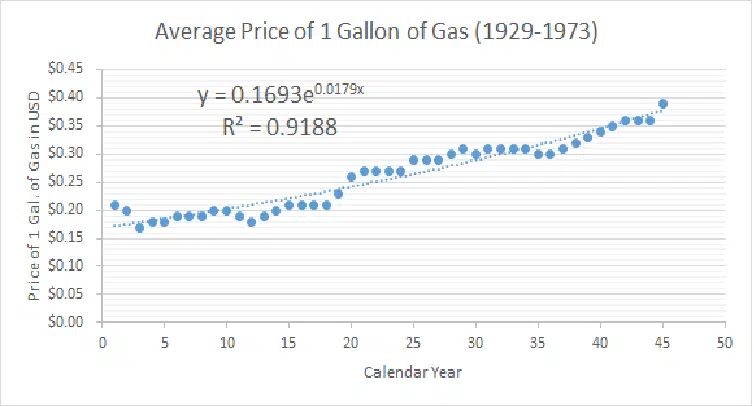 Average Price of 1 Gallon of Gas (1929-1973)
$0.45
$0.40
$0.35
$0.30
$0.25
$0.20
$0.15
$0.10
$0.05
$0.00
Price of 1 Gal. of Gas in USD
y = 0.1693e^0.0179x
R² = 0.9188
0 5 10 15 20 25 30 35 40 45 50
Calendar Year